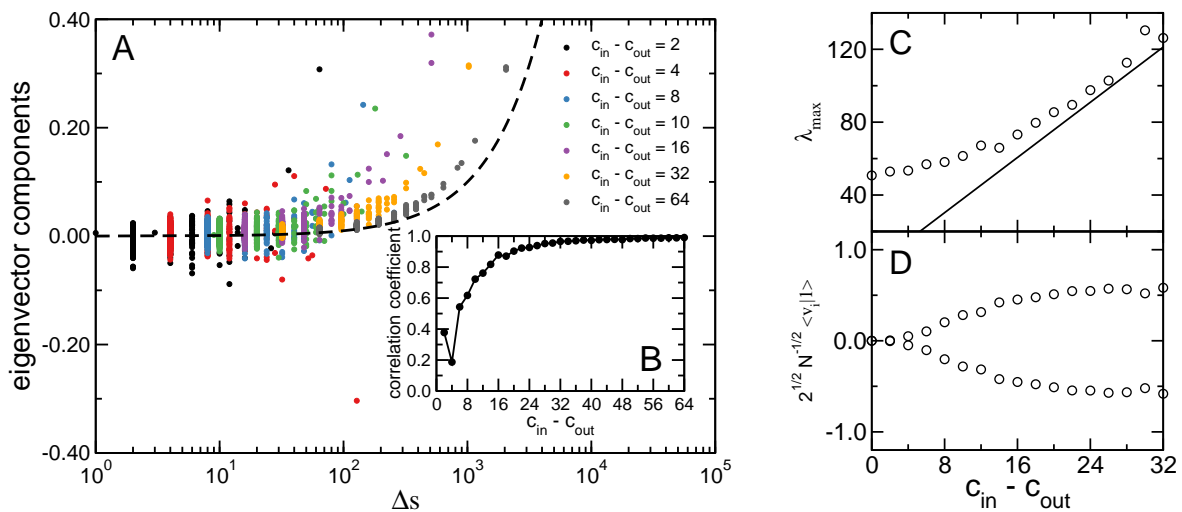 A
0.40
0.20
0.00
-0.20
-0.40
eigenvector components
10^0
10^1
10^2
10^3
10^4
10^5
Δs
c_in - c_out = 2
c_in - c_out = 4
c_in - c_out = 8
c_in - c_out = 10
c_in - c_out = 16
c_in - c_out = 32
c_in - c_out = 64
B
1.0
0.8
0.6
0.4
0.2
0.0
correlation coefficient
0 8 16 24 32 40 48 56 64
c_in - c_out
C
120
80
40
λ_max
D
1.0
0.0
-1.0
2^1/2 N^-1/2 <v_i|1>
0 8 16 24 32
c_in - c_out